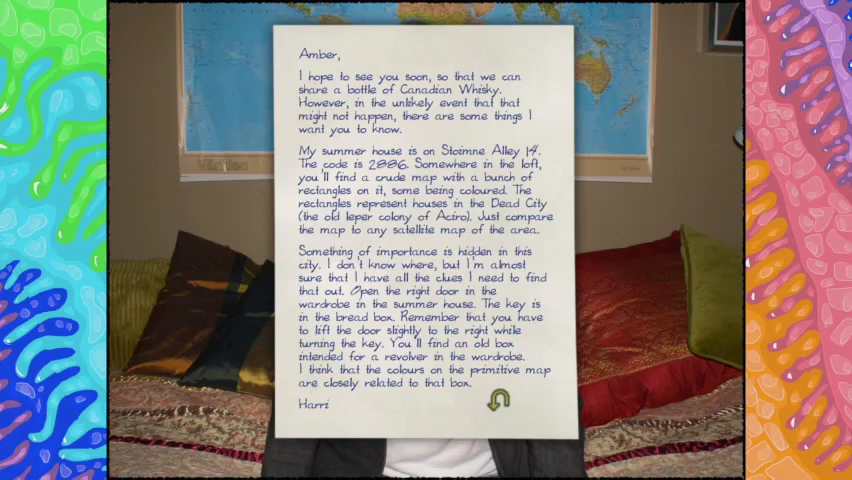 Amber,
I hope to see you soon, so that we can
share a bottle of Canadian Whisky.
However, in the unlikely event that that
might not happen, there are some things I
want you to know.
My summer house is on Stoimne Alley 14.
The code is 2886. Somewhere in the loft,
you'll find a crude map with a bunch of
rectangles on it, some being coloured. The
rectangles represent houses in the Dead City
(the old leper colony of Aciro). Just compare
the map to any satellite map of the area.
Something of importance is hidden in this
city. I don't know where, but I'm almost
sure that I have all the clues I need to find
that out. Open the right door in the
wardrobe in the summer house. The key is
in the bread box. Remember that you have
to lift the door slightly to the right while
turning the key. You'll find an old box
intended for a revolver in the wardrobe.
I think that the colours on the primitive map
are closely related to that box.
Harri